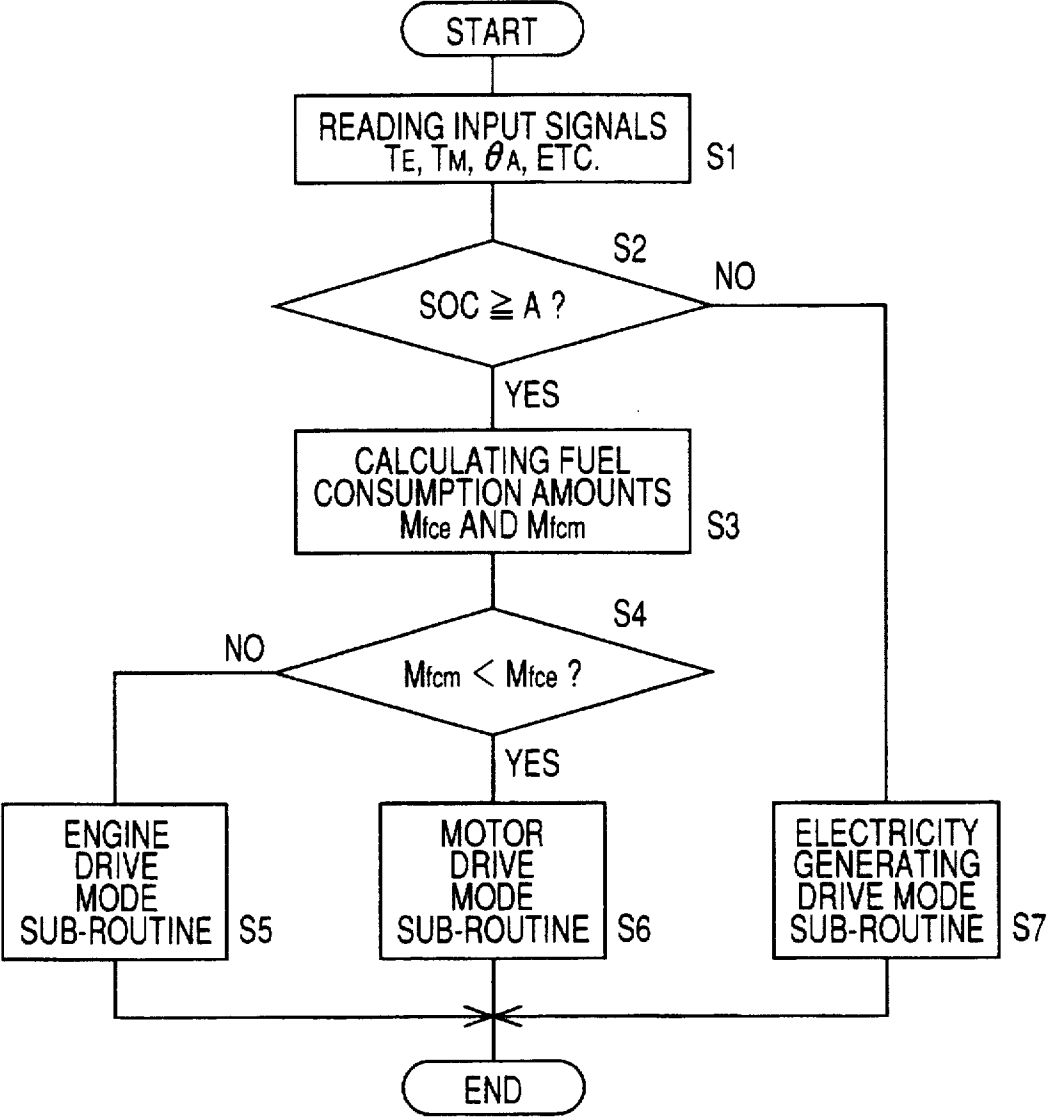 START
READING INPUT SIGNALS
TE, TM, θA, ETC.
S1
S2
SOC ≧ A ?
NO
YES
CALCULATING FUEL
CONSUMPTION AMOUNTS
Mfce AND Mfcm
S3
S4
NO
Mfcm < Mfce ?
YES
ENGINE
DRIVE
MODE
SUB-ROUTINE
S5
MOTOR
DRIVE
MODE
SUB-ROUTINE
S6
ELECTRICITY
GENERATING
DRIVE MODE
SUB-ROUTINE
S7
END